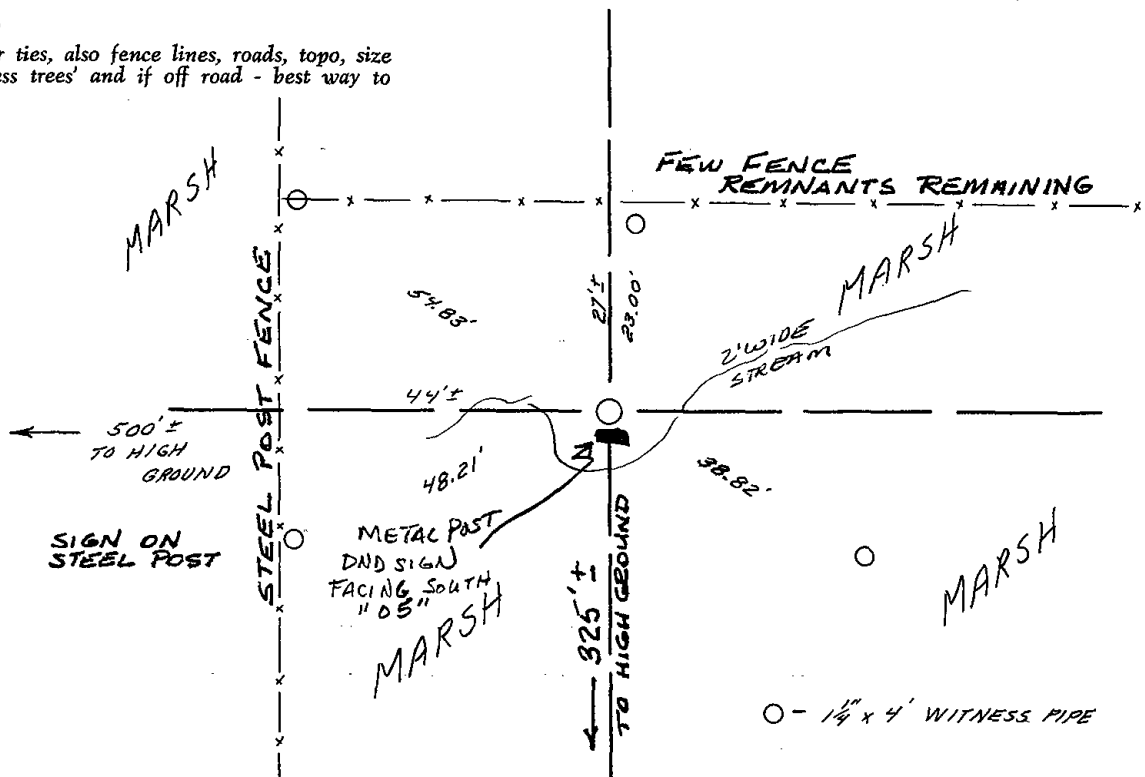 r ties, also fence lines, roads, topo, size
ess trees' and if off road - best way to
MARSH
FEW FENCE
REMNANTS REMAINING
MARSH
STEEL POST FENCE
54.83'
27'±
23.00'
2' WIDE
STREAM
44'±
500'±
TO HIGH
GROUND
48.21'
38.82'
SIGN ON
STEEL POST
METAL POST
DND SIGN
FACING SOUTH
"05"
MARSH
325'±
TO HIGH GROUND
MARSH
O - 1 1/4" x 4' WITNESS PIPE